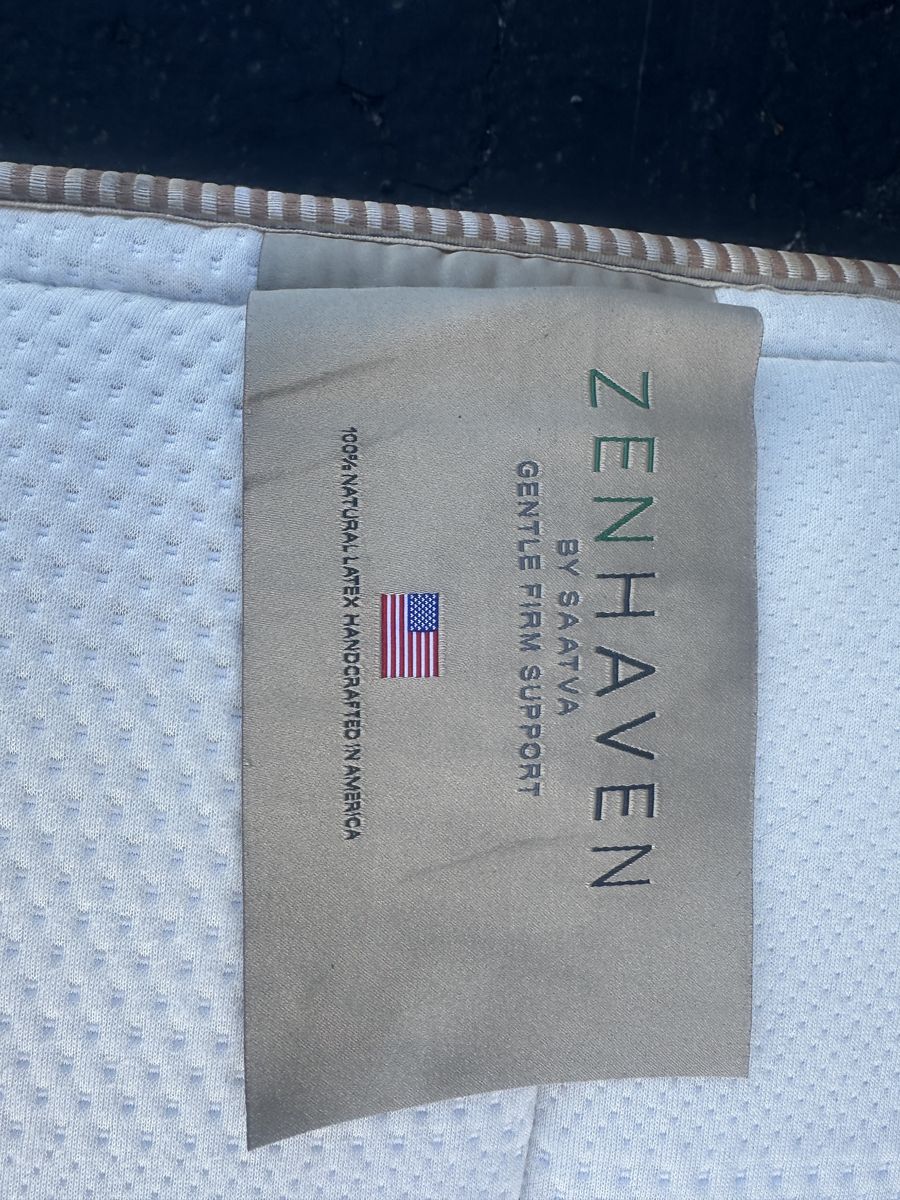 ZENHAVEN
BY SAATVA
GENTLE FIRM SUPPORT
100% NATURAL LATEX HANDCRAFTED IN AMERICA